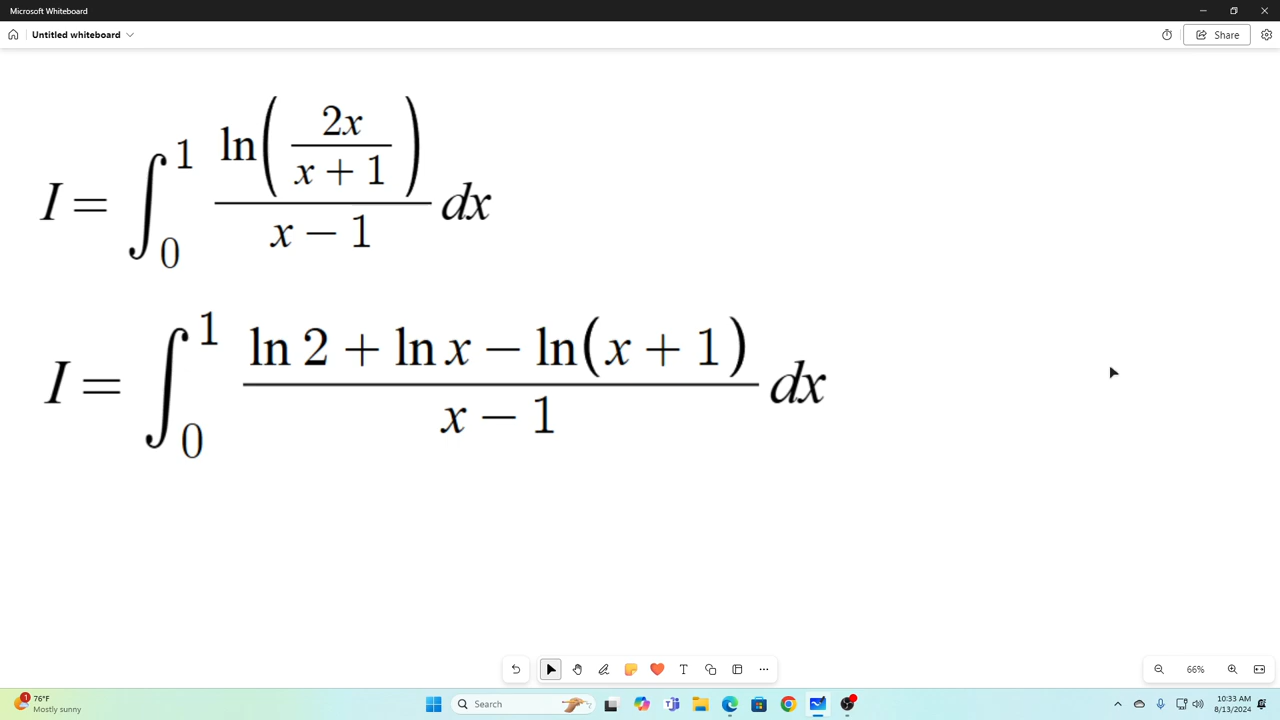 Microsoft Whiteboard
Untitled whiteboard
Share
I = ∫₀¹ ln(2x/(x + 1))/(x − 1) dx
I = ∫₀¹ (ln 2 + ln x − ln(x + 1))/(x − 1) dx
T
66%
1
76°F
Mostly sunny
Search
10:33 AM
8/13/2024